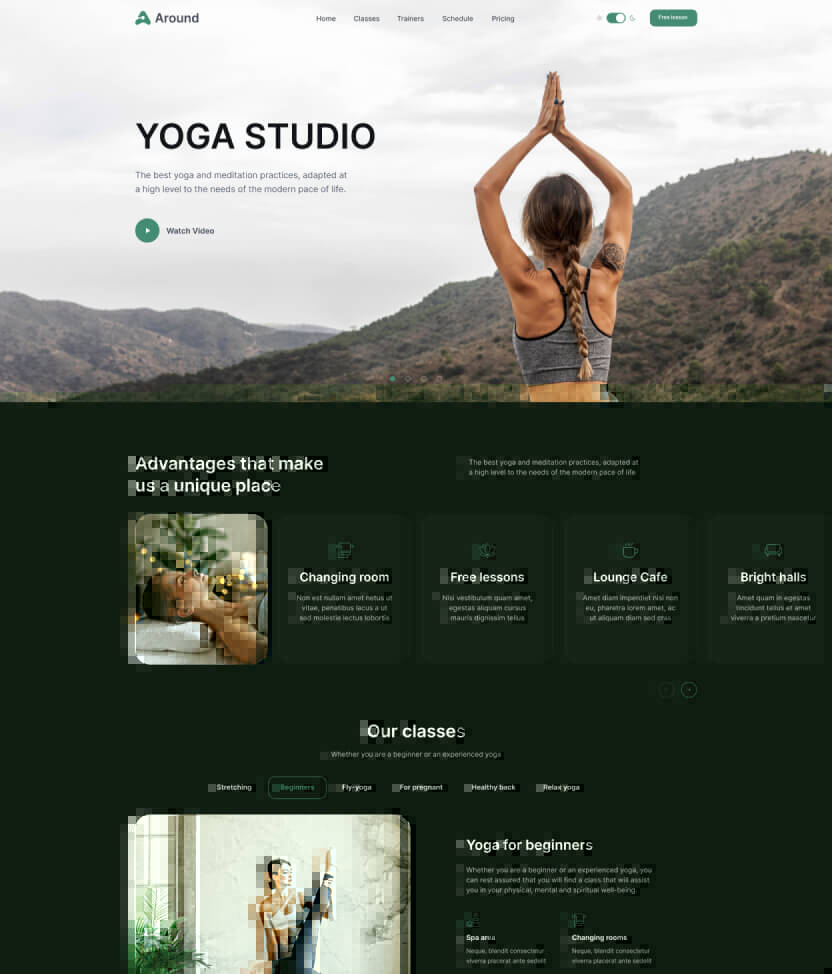 Around
Home Classes Trainers Schedule Pricing
Free lesson
YOGA STUDIO
The best yoga and meditation practices, adapted at
a high level to the needs of the modern pace of life.
Watch Video
Advantages that make
us a unique place
The best yoga and meditation practices, adapted at
a high level to the needs of the modern pace of life
Changing room
Non est nullam amet netus ut
vitae, penatibus lacus a ut
sed molestie lectus lobortis
Free lessons
Nisi vestibulum quam amet,
egestas aliquam cursus
mauris dignissim tellus
Lounge Cafe
Amet diam imperdiet nisi non
eu, pharetra lorem amet, ac
ut aliquam diam sed cras
Bright halls
Amet quam in egestas
tincidunt tellus et amet
viverra a pretium nascetur
Our classes
Whether you are a beginner or an experienced yoga
Stretching Beginners Fly-yoga For pregnant Healthy back Relax yoga
Yoga for beginners
Whether you are a beginner or an experienced yoga, you
can rest assured that you will find a class that will assist
you in your physical, mental and spiritual well-being.
Spa area
Neque, blandit consectetur
viverra placerat ante sedelit
Changing rooms
Neque, blandit consectetur
viverra placerat ante sedelit